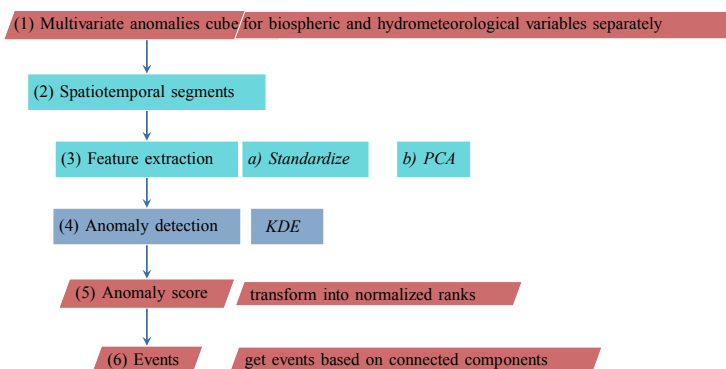 (1) Multivariate anomalies cube for biospheric and hydrometeorological variables separately
(2) Spatiotemporal segments
(3) Feature extraction a) Standardize b) PCA
(4) Anomaly detection KDE
(5) Anomaly score transform into normalized ranks
(6) Events get events based on connected components